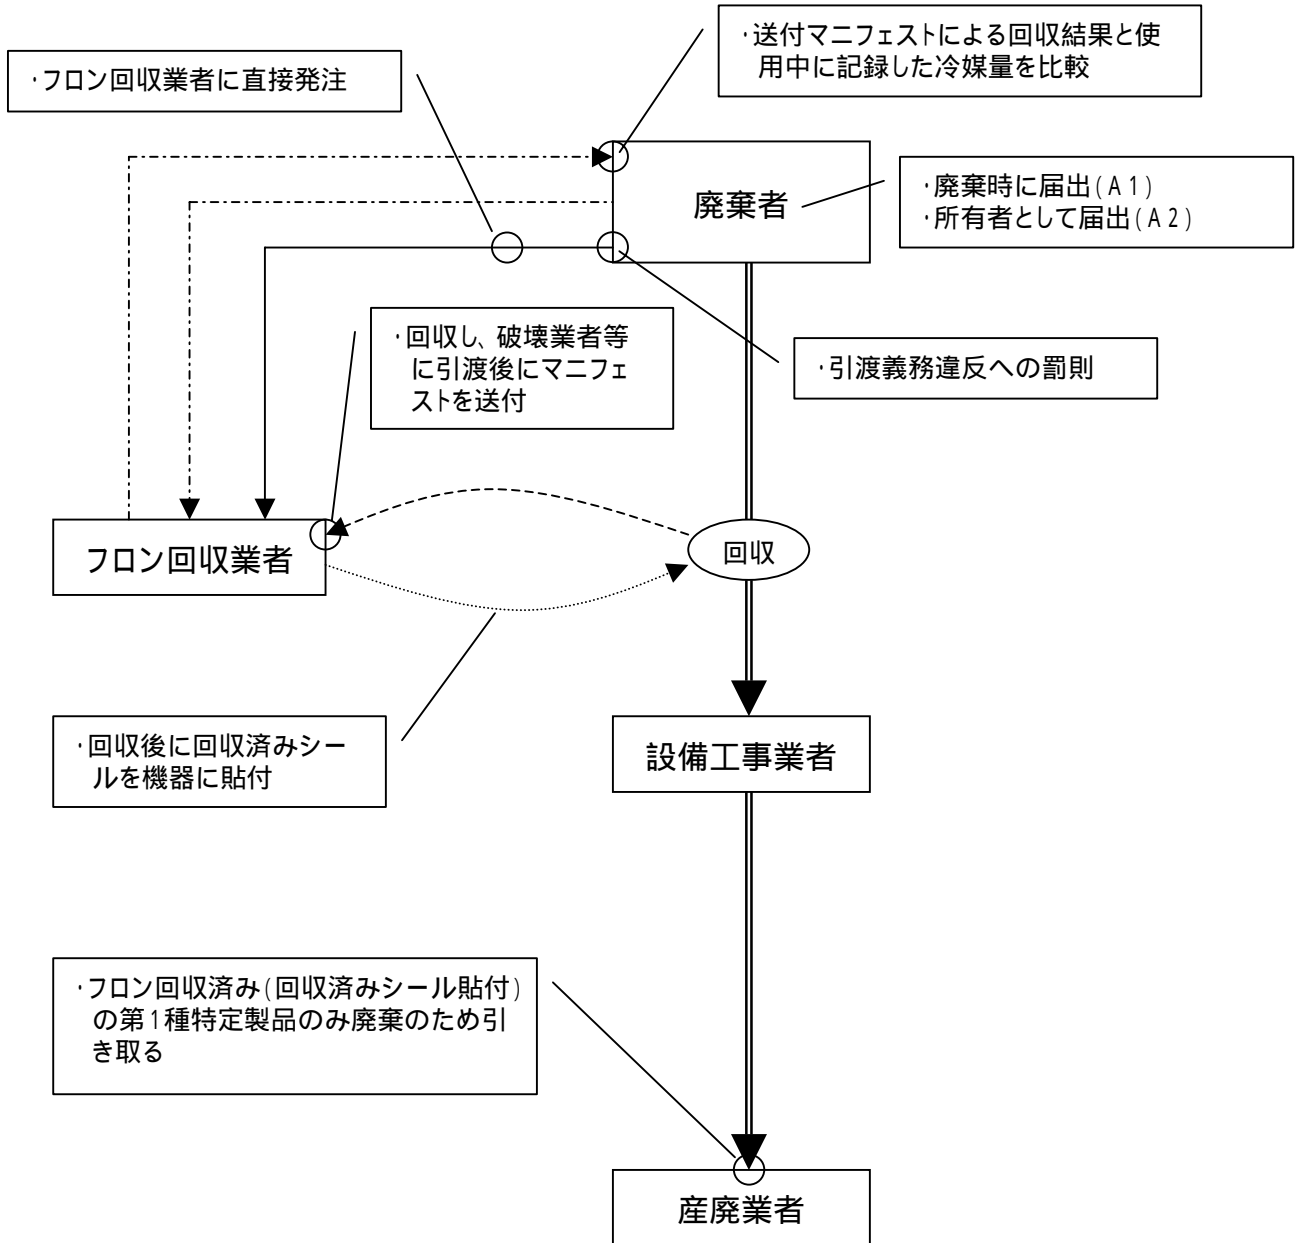 ・送付マニフェストによる回収結果と使
用中に記録した冷媒量を比較
・フロン回収業者に直接発注
廃棄者
・廃棄時に届出(A1)
・所有者として届出(A2)
・回収し、破壊業者等
に引渡後にマニフェ
ストを送付
・引渡義務違反への罰則
フロン回収業者
回収
・回収後に回収済みシー
ルを機器に貼付
設備工事業者
・フロン回収済み(回収済みシール貼付)
の第1種特定製品のみ廃棄のため引
き取る
産廃業者